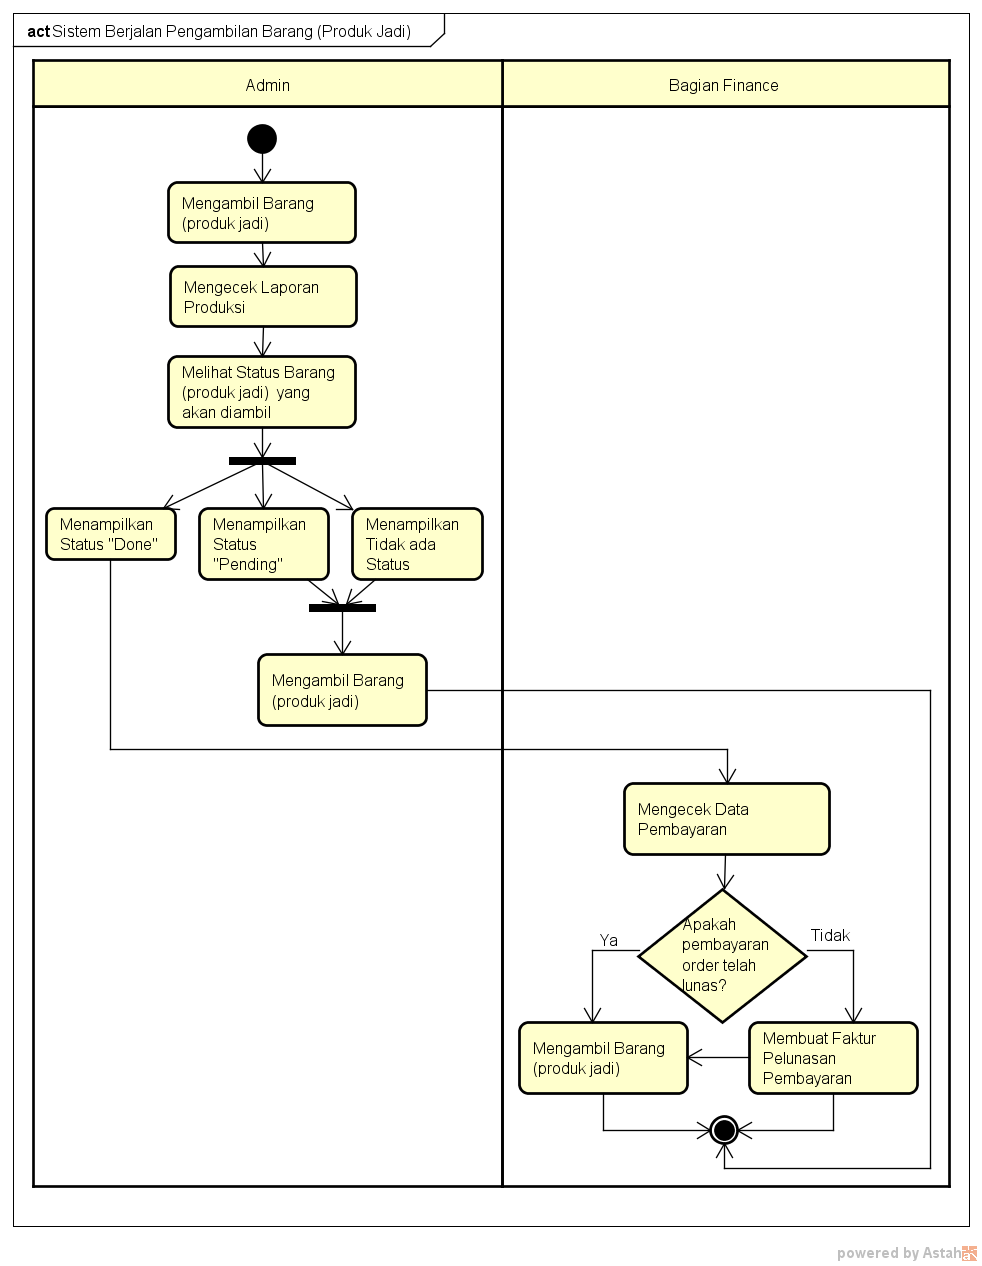 act Sistem Berjalan Pengambilan Barang (Produk Jadi)
Admin
Bagian Finance
Mengambil Barang
(produk jadi)
Mengecek Laporan
Produksi
Melihat Status Barang
(produk jadi) yang
akan diambil
Menampilkan
Status "Done"
Menampilkan
Status
"Pending"
Menampilkan
Tidak ada
Status
Mengambil Barang
(produk jadi)
Mengecek Data
Pembayaran
Apakah
pembayaran
order telah
lunas?
Ya
Tidak
Mengambil Barang
(produk jadi)
Membuat Faktur
Pelunasan
Pembayaran
powered by Astah